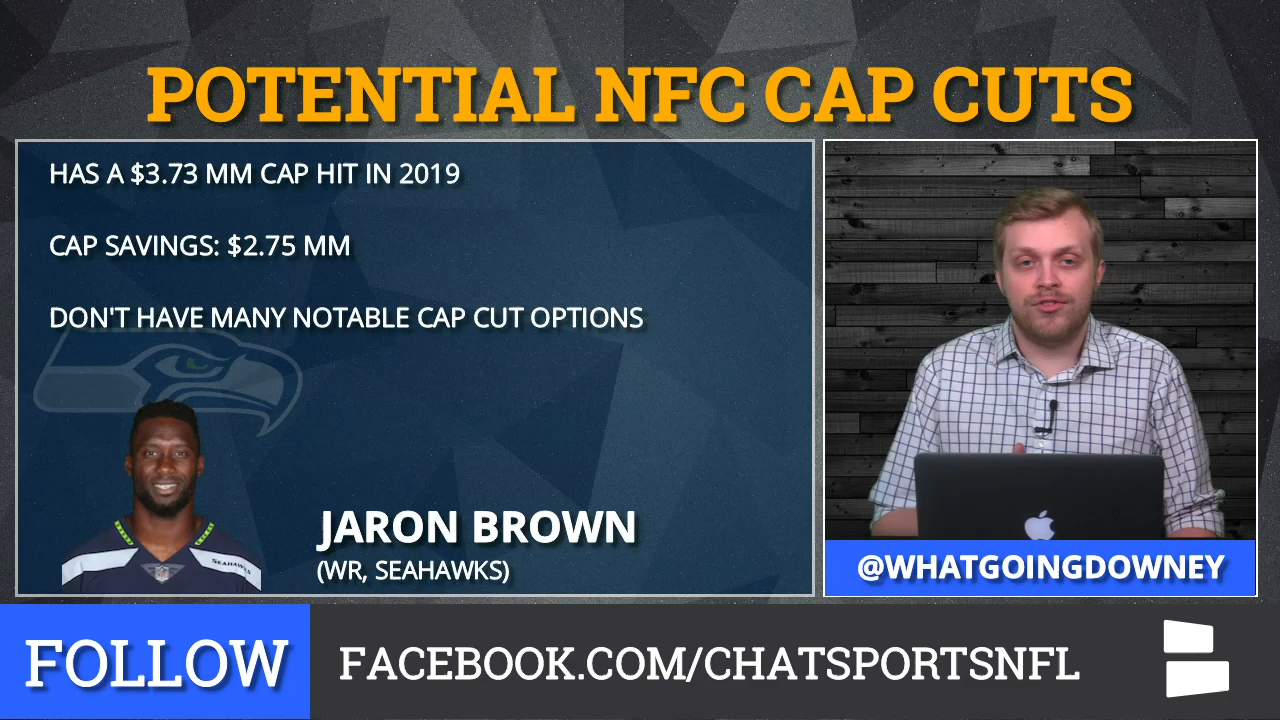 POTENTIAL NFC CAP CUTS
HAS A $3.73 MM CAP HIT IN 2019
CAP SAVINGS: $2.75 MM
DON'T HAVE MANY NOTABLE CAP CUT OPTIONS
SEAHAWKS
JARON BROWN
(WR, SEAHAWKS)
@WHATGOINGDOWNEY
FOLLOW
FACEBOOK.COM/CHATSPORTSNFL